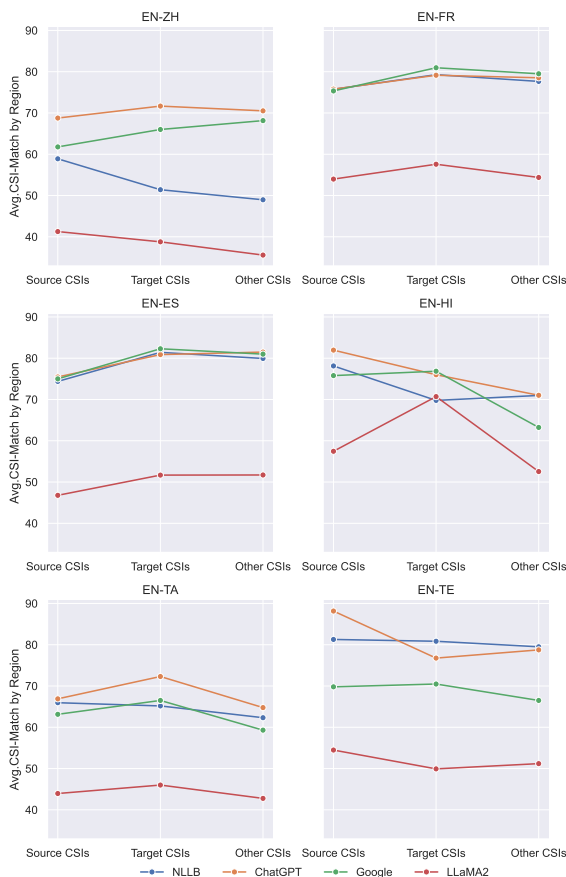 EN-ZH
EN-FR
90
80
70
60
50
40
Avg.CSI-Match by Region
Source CSIs Target CSIs Other CSIs
Source CSIs Target CSIs Other CSIs
EN-ES
EN-HI
90
80
70
60
50
40
Avg.CSI-Match by Region
Source CSIs Target CSIs Other CSIs
Source CSIs Target CSIs Other CSIs
EN-TA
EN-TE
90
80
70
60
50
40
Avg.CSI-Match by Region
Source CSIs Target CSIs Other CSIs
Source CSIs Target CSIs Other CSIs
NLLB ChatGPT Google LLaMA2